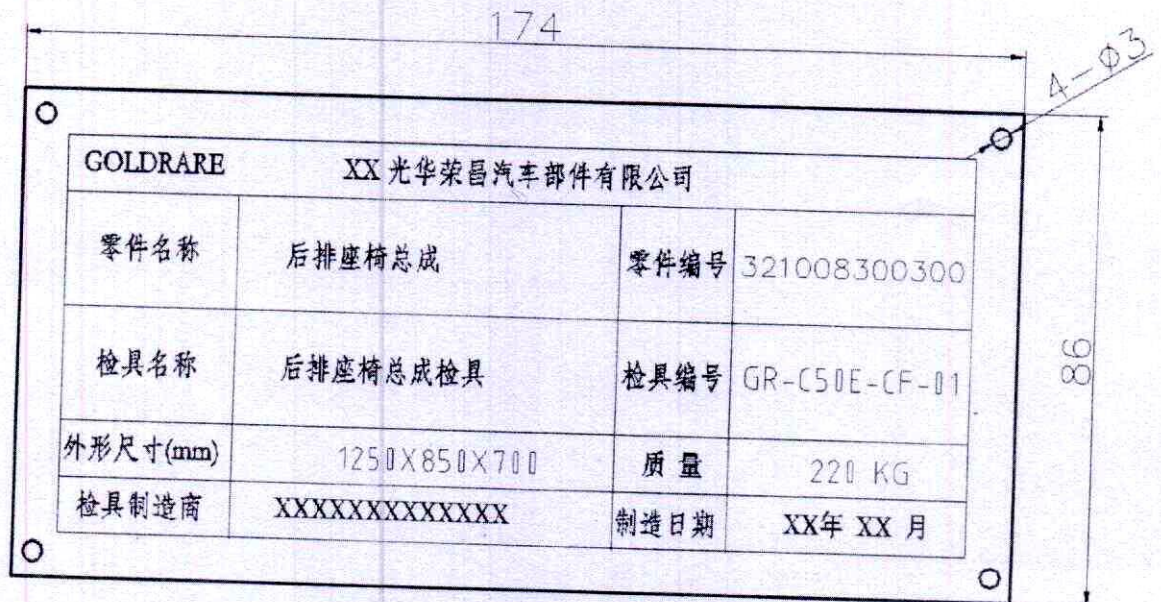 174
4-Ø3
GOLDRARE XX光华荣昌汽车部件有限公司
零件名称 后排座椅总成 零件编号 321008300300
检具名称 后排座椅总成检具 检具编号 GR-C50E-CF-01
86
外形尺寸(mm) 1250X850X700 质量 220 KG
检具制造商 XXXXXXXXXXXXX 制造日期 XX年 XX 月